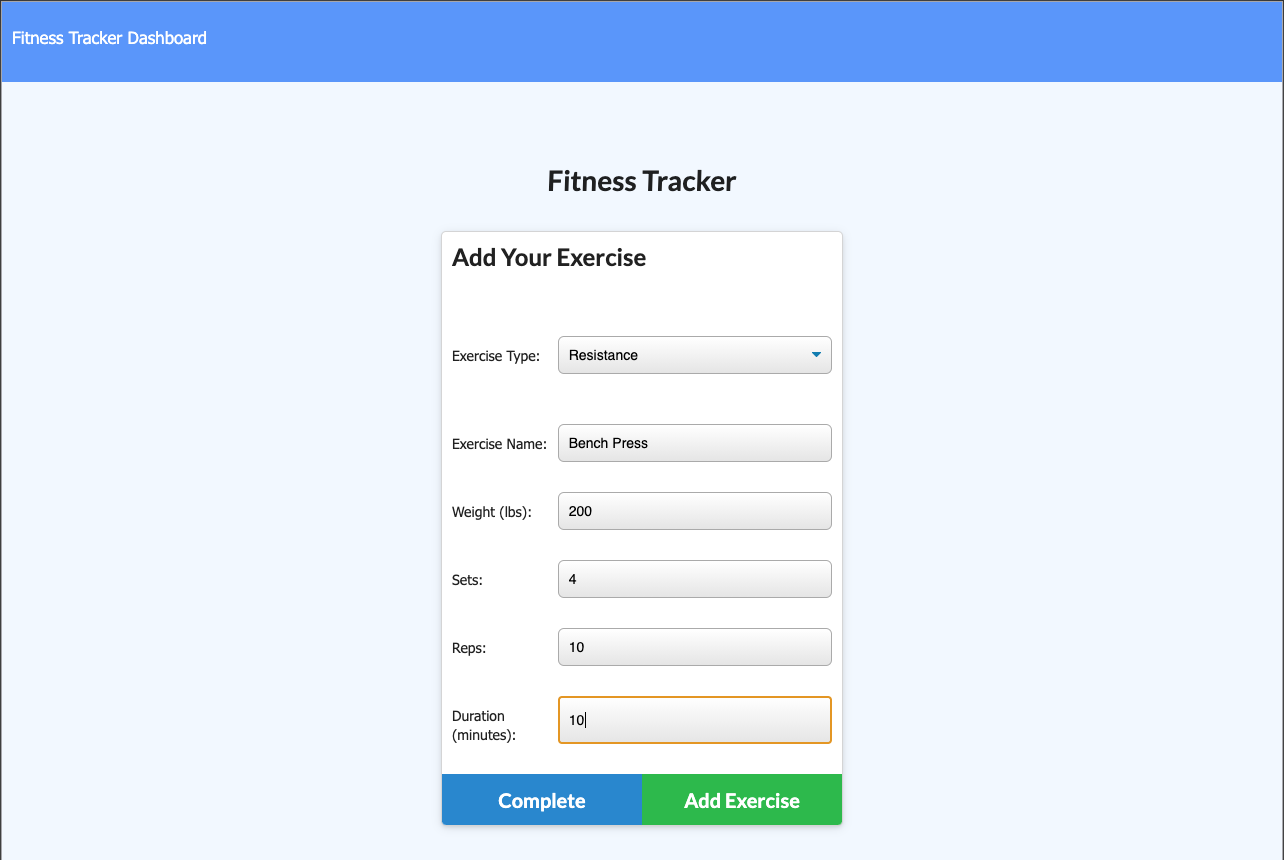 Fitness Tracker Dashboard
Fitness Tracker
Add Your Exercise
Exercise Type: Resistance
Exercise Name: Bench Press
Weight (lbs): 200
Sets: 4
Reps: 10
Duration (minutes): 10
Complete Add Exercise